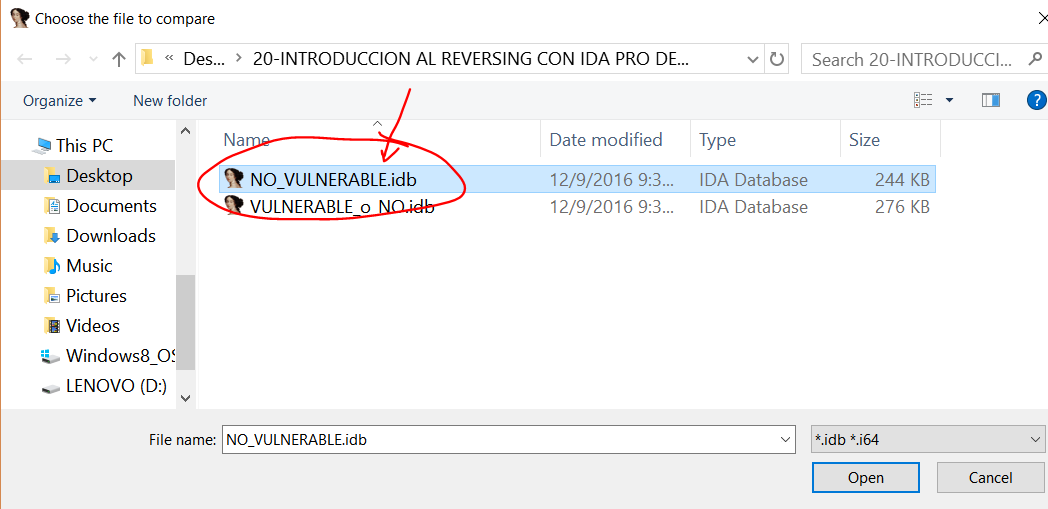 Choose the file to compare
« Des... > 20-INTRODUCCION AL REVERSING CON IDA PRO DE...
Search 20-INTRODUCCI...
Organize
New folder
Name
Date modified
Type
Size
This PC
Desktop
Documents
Downloads
Music
Pictures
Videos
Windows8_OS
LENOVO (D:)
NO_VULNERABLE.idb 12/9/2016 9:3... IDA Database 244 KB
VULNERABLE_o_NO.idb 12/9/2016 9:3... IDA Database 276 KB
File name: NO_VULNERABLE.idb
*.idb *.i64
Open
Cancel